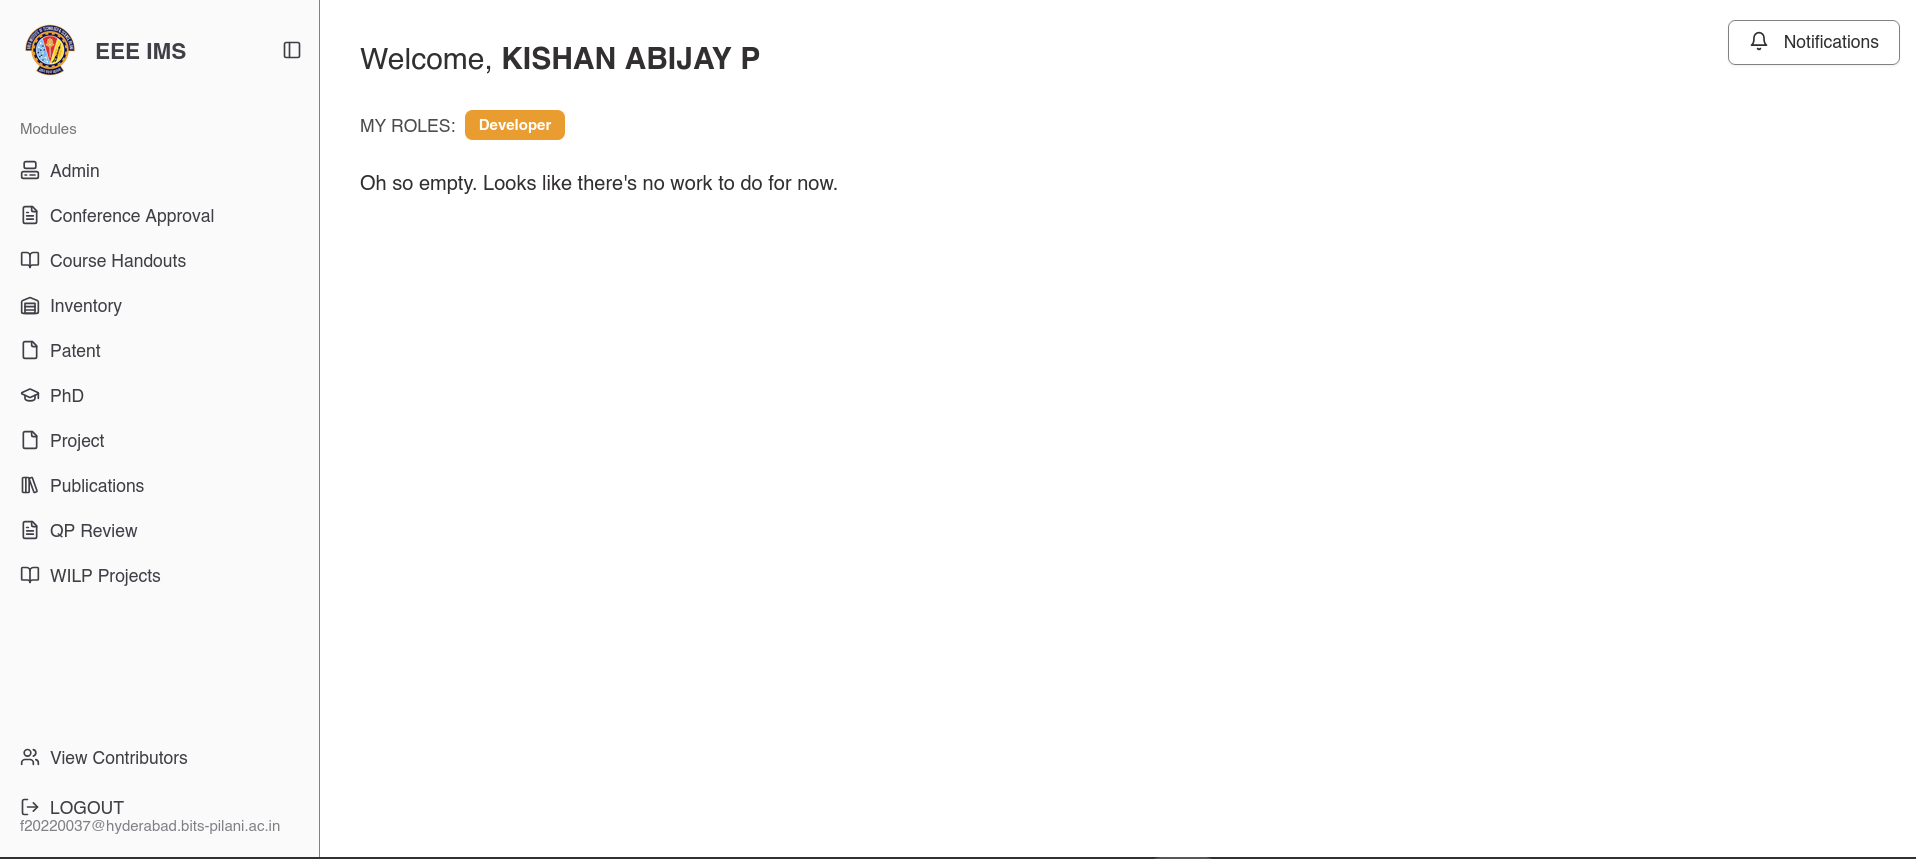 EEE IMS
Modules
Admin
Conference Approval
Course Handouts
Inventory
Patent
PhD
Project
Publications
QP Review
WILP Projects
View Contributors
LOGOUT
f20220037@hyderabad.bits-pilani.ac.in
Welcome, KISHAN ABIJAY P
Notifications
MY ROLES: Developer
Oh so empty. Looks like there's no work to do for now.